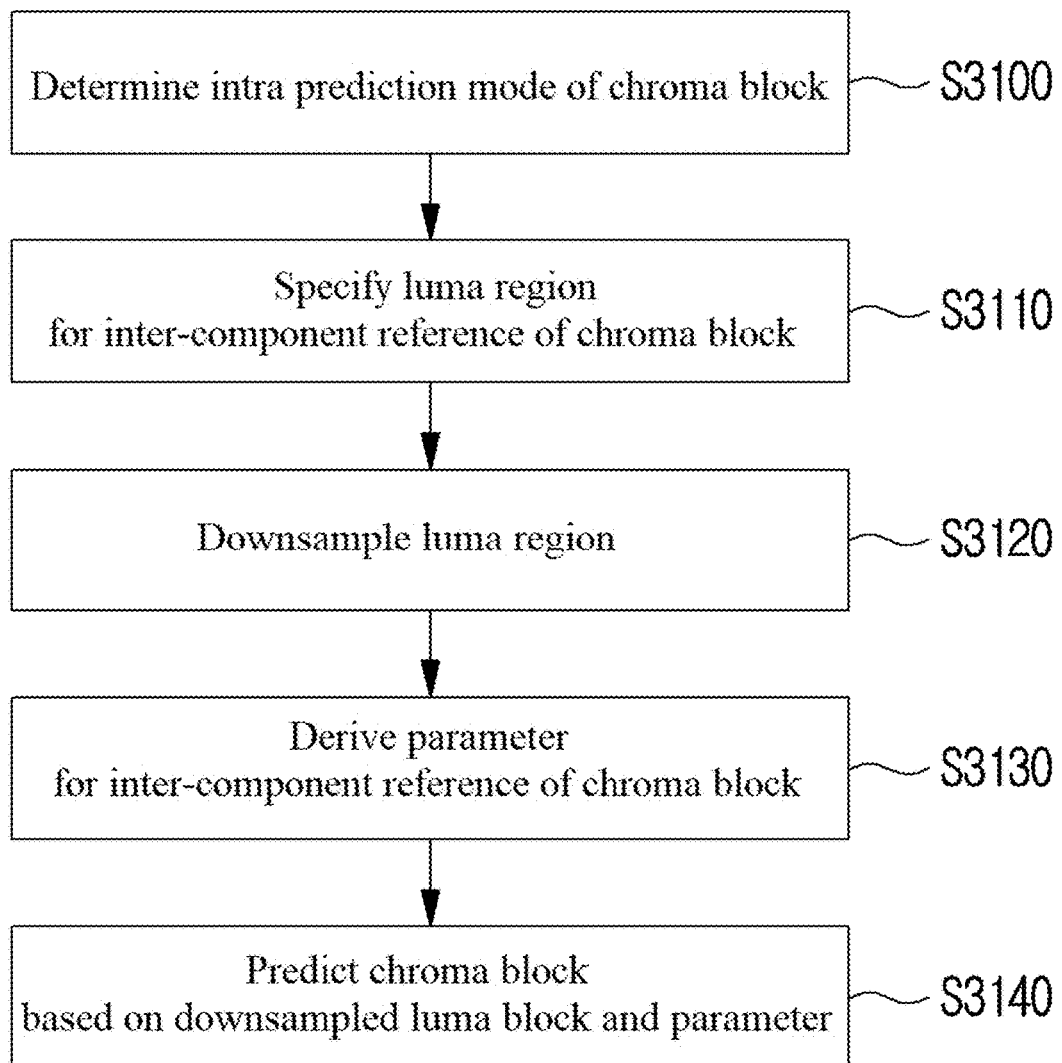 Determine intra prediction mode of chroma block
S3100
Specify luma region
for inter-component reference of chroma block
S3110
Downsample luma region
S3120
Derive parameter
for inter-component reference of chroma block
S3130
Predict chroma block
based on downsampled luma block and parameter
S3140